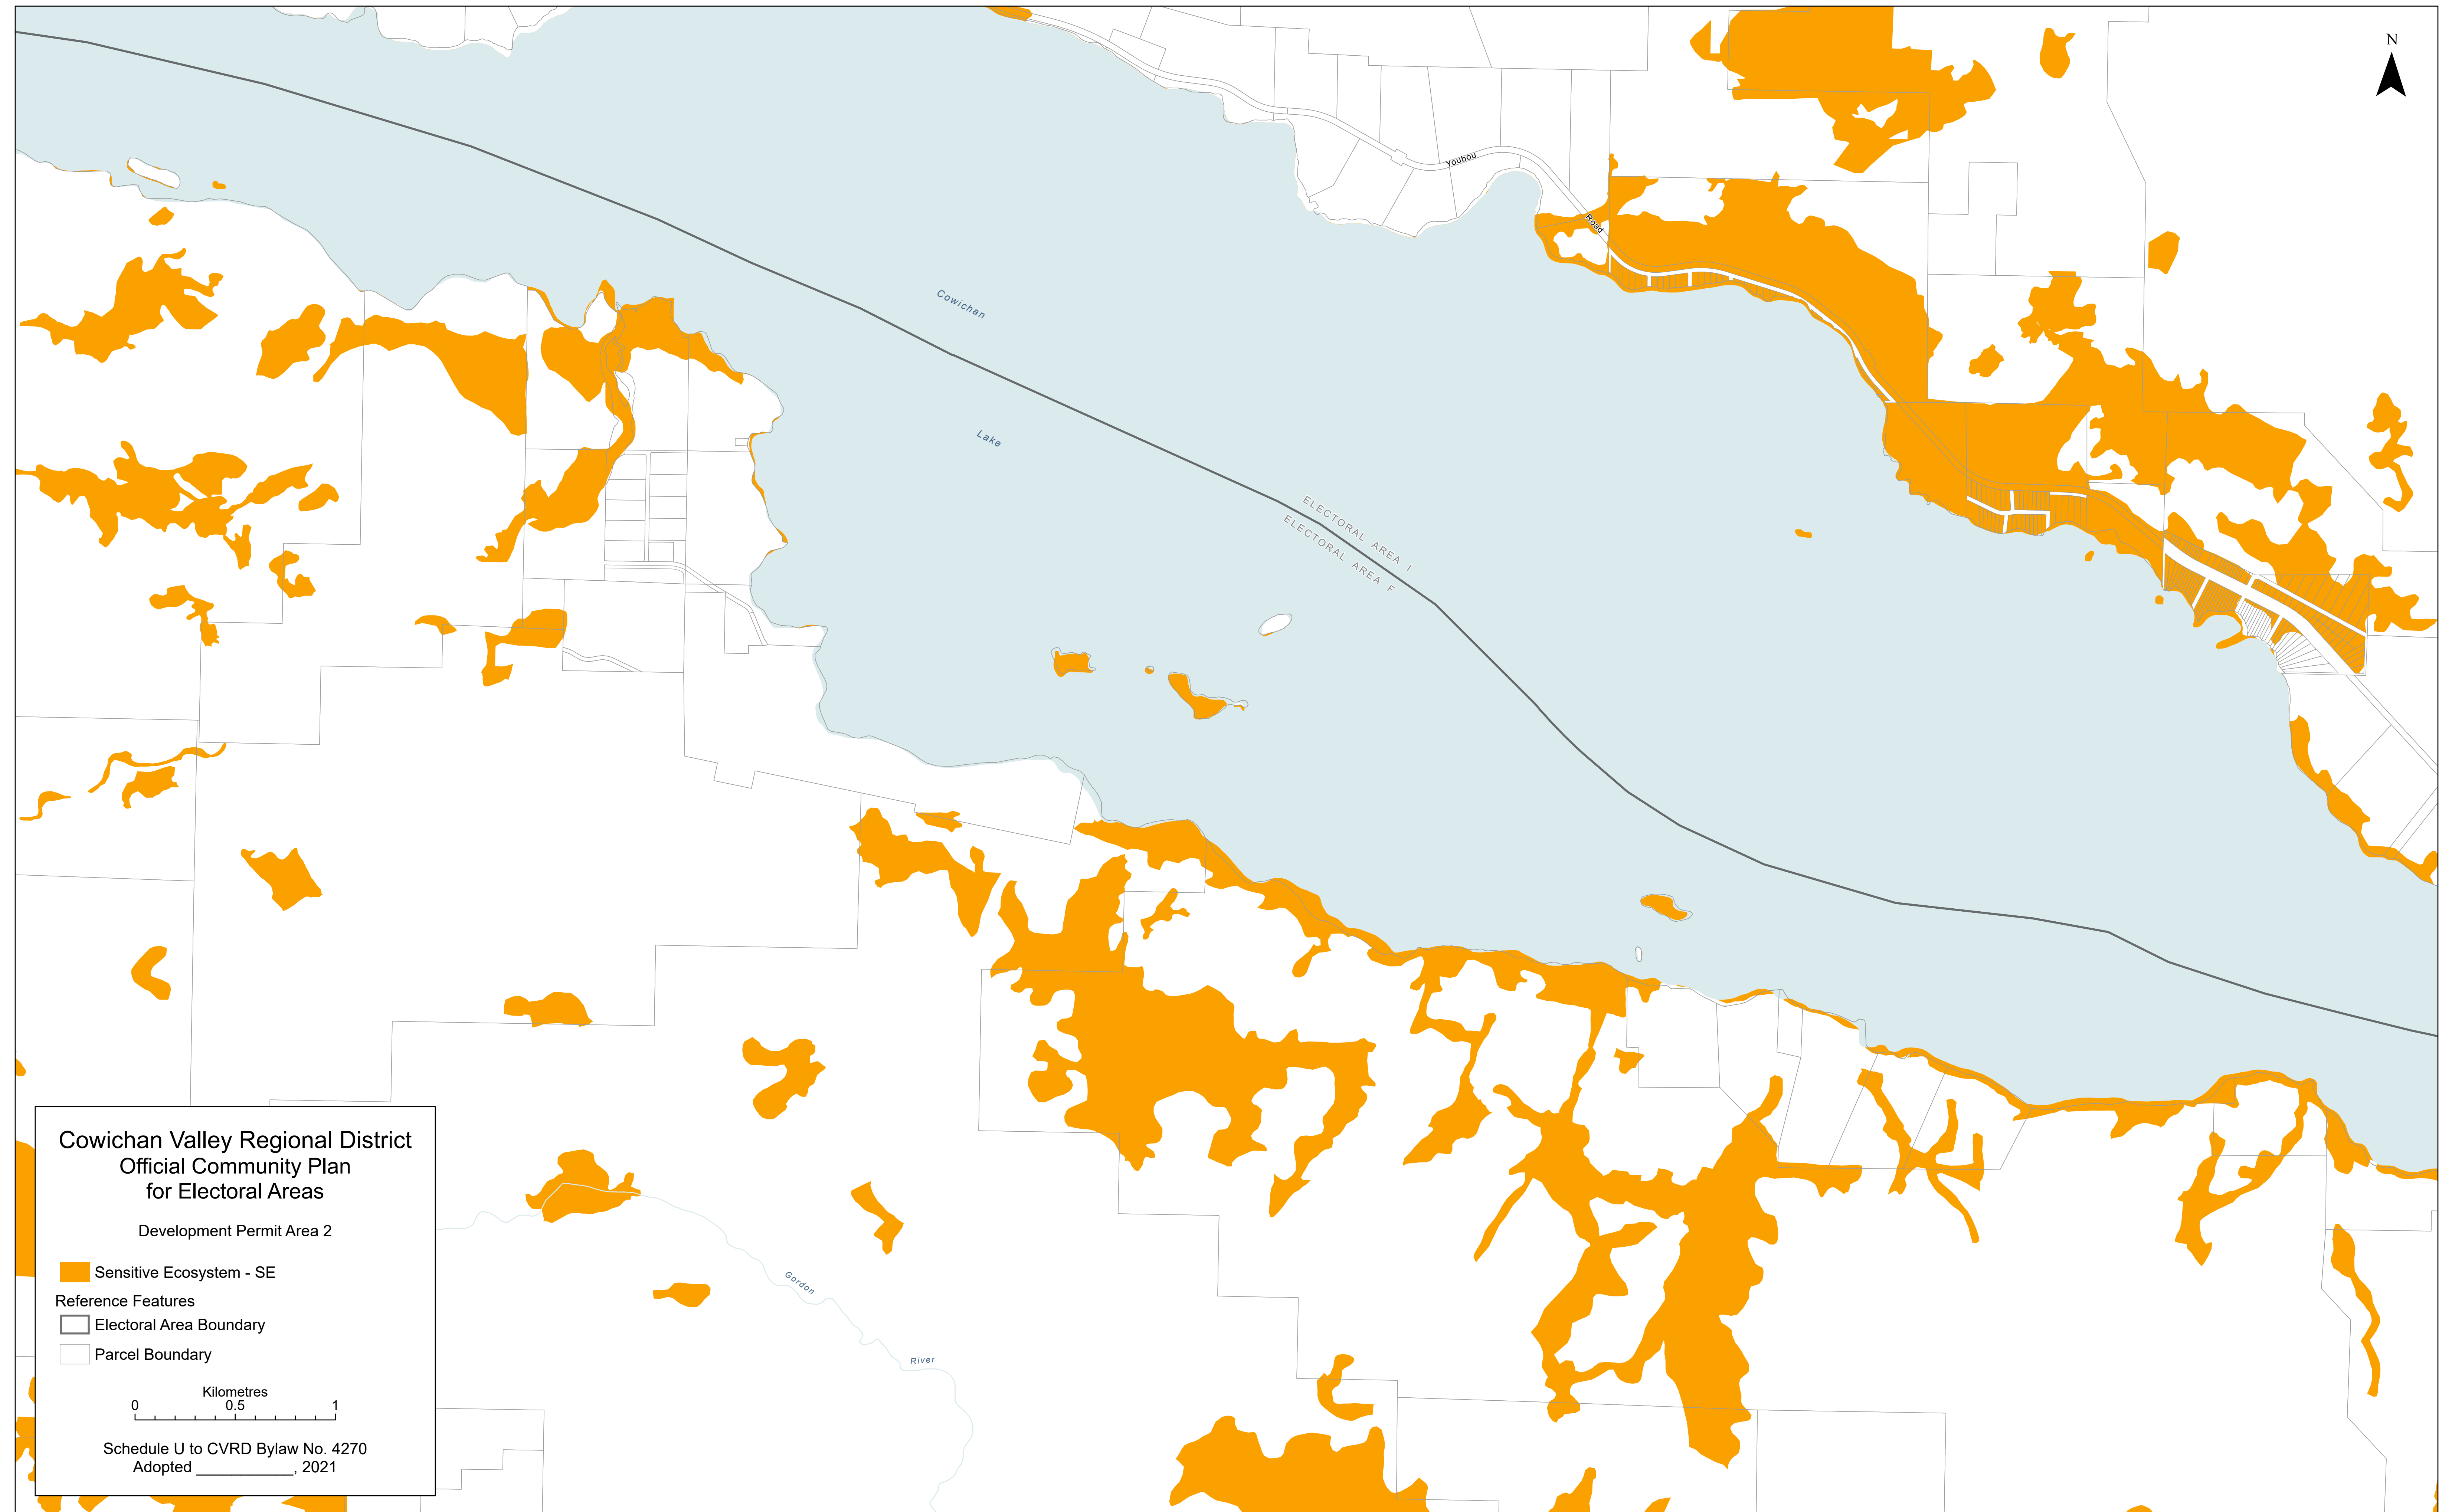 N
Youbou
Road
Cowichan
Lake
ELECTORAL AREA I
ELECTORAL AREA F
Cowichan Valley Regional District
Official Community Plan
for Electoral Areas
Development Permit Area 2
Sensitive Ecosystem - SE
Reference Features
Electoral Area Boundary
Parcel Boundary
Kilometres
0 0.5 1
Schedule U to CVRD Bylaw No. 4270
Adopted ____________, 2021
Gordon
River